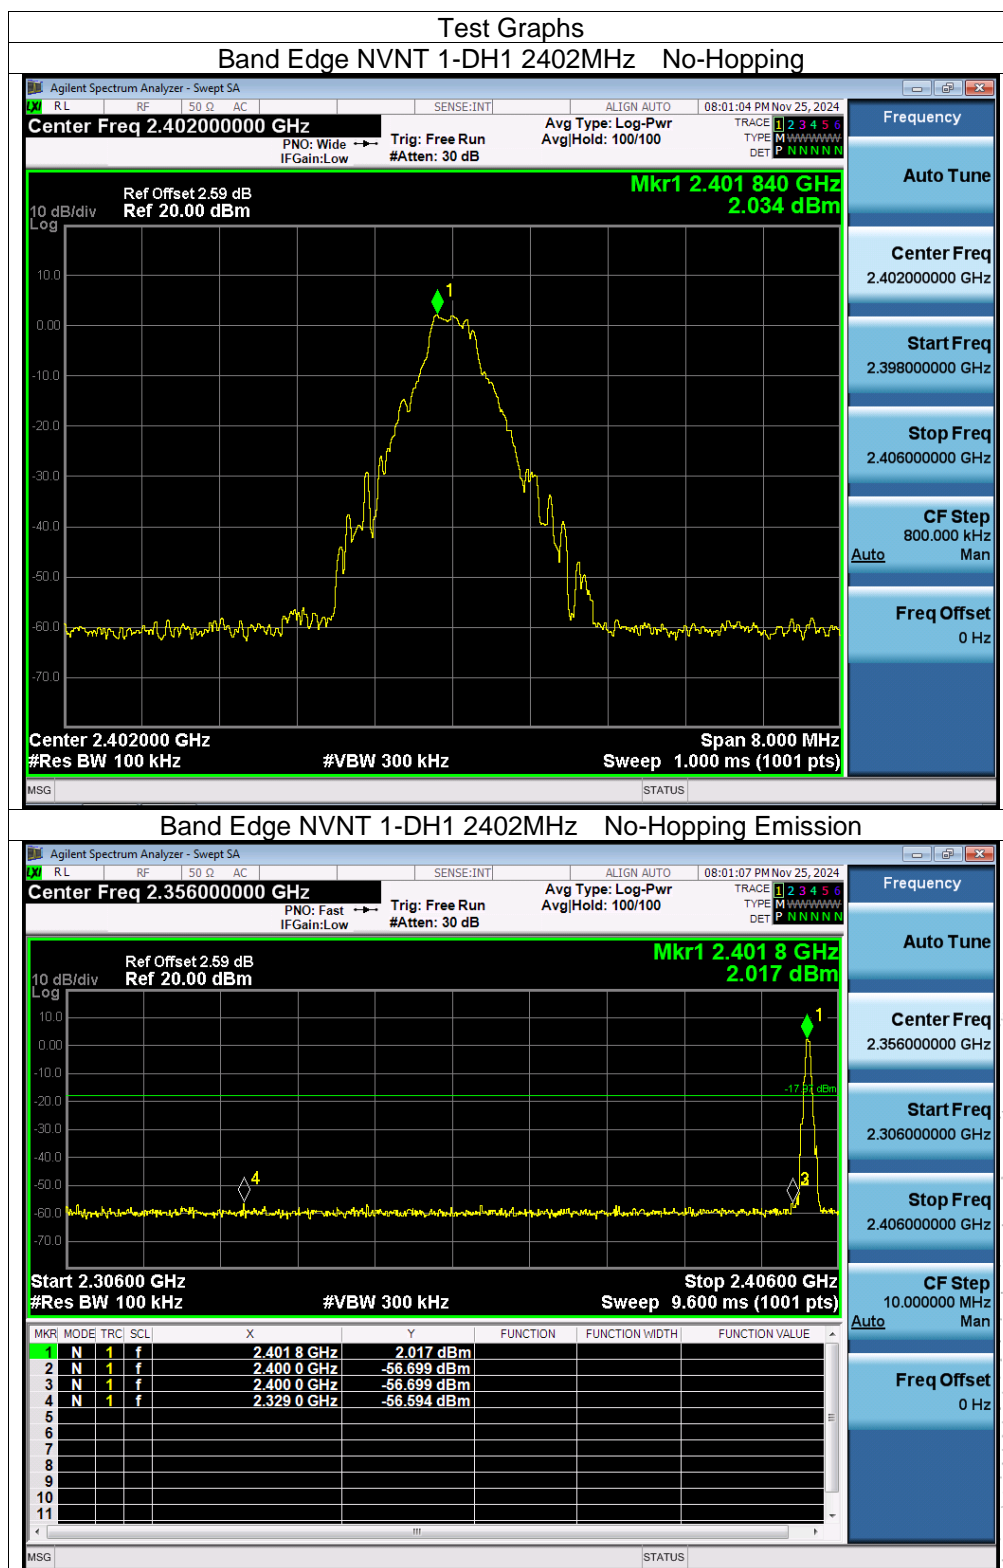 Test Graphs
Band Edge NVNT 1-DH1 2402MHz No-Hopping
Agilent Spectrum Analyzer - Swept SA
LXI RL RF 50 Ω AC SENSE:INT ALIGN AUTO 08:01:04 PM Nov 25, 2024
Center Freq 2.402000000 GHz
PNO: Wide
IFGain:Low
Trig: Free Run
#Atten: 30 dB
Avg Type: Log-Pwr
Avg|Hold: 100/100
TRACE 1 2 3 4 5 6
TYPE M WWWWW
DET P N N N N N
Ref Offset 2.59 dB
10 dB/div Ref 20.00 dBm
Log
Mkr1 2.401 840 GHz
2.034 dBm
1
10.0
0.00
-10.0
-20.0
-30.0
-40.0
-50.0
-60.0
-70.0
Center 2.402000 GHz Span 8.000 MHz
#Res BW 100 kHz #VBW 300 kHz Sweep 1.000 ms (1001 pts)
MSG STATUS
Frequency
Auto Tune
Center Freq
2.402000000 GHz
Start Freq
2.398000000 GHz
Stop Freq
2.406000000 GHz
CF Step
800.000 kHz
Auto Man
Freq Offset
0 Hz
Band Edge NVNT 1-DH1 2402MHz No-Hopping Emission
Agilent Spectrum Analyzer - Swept SA
LXI RL RF 50 Ω AC SENSE:INT ALIGN AUTO 08:01:07 PM Nov 25, 2024
Center Freq 2.356000000 GHz
PNO: Fast
IFGain:Low
Trig: Free Run
#Atten: 30 dB
Avg Type: Log-Pwr
Avg|Hold: 100/100
TRACE 1 2 3 4 5 6
TYPE M WWWWW
DET P N N N N N
Ref Offset 2.59 dB
10 dB/div Ref 20.00 dBm
Log
Mkr1 2.401 8 GHz
2.017 dBm
1
10.0
0.00
-10.0
-17.97 dBm
-20.0
-30.0
-40.0
4
-50.0
-60.0
-70.0
Start 2.30600 GHz Stop 2.40600 GHz
#Res BW 100 kHz #VBW 300 kHz Sweep 9.600 ms (1001 pts)
MKR MODE TRC SCL X Y FUNCTION FUNCTION WIDTH FUNCTION VALUE
1 N 1 f 2.401 8 GHz 2.017 dBm
2 N 1 f 2.400 0 GHz -56.699 dBm
3 N 1 f 2.400 0 GHz -56.699 dBm
4 N 1 f 2.329 0 GHz -56.594 dBm
5
6
7
8
9
10
11
MSG STATUS
Frequency
Auto Tune
Center Freq
2.356000000 GHz
Start Freq
2.306000000 GHz
Stop Freq
2.406000000 GHz
CF Step
10.000000 MHz
Auto Man
Freq Offset
0 Hz